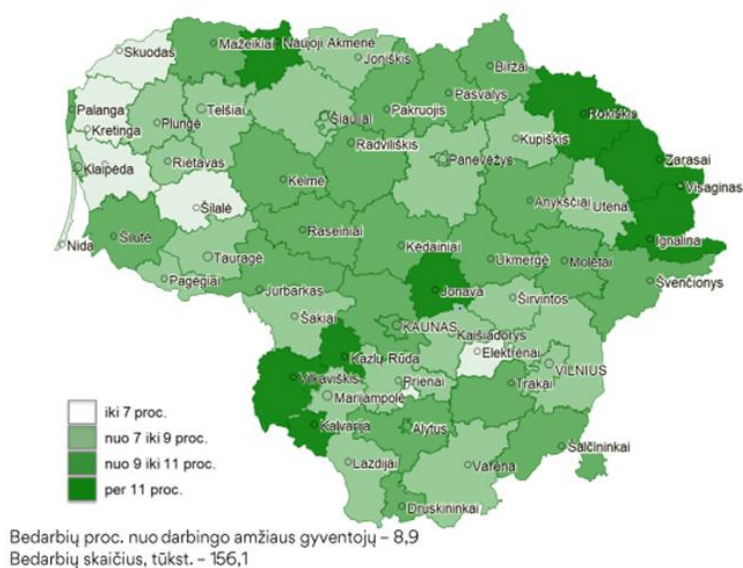 Skuodas
Mažeikiai
Naujoji Akmenė
Joniškis
Biržai
Palanga
Kretinga
Plungė
Telšiai
Šiauliai
Pakruojis
Pasvalys
Rokiškis
Klaipėda
Rietavas
Radviliškis
Panevėžys
Kupiškis
Zarasai
Visaginas
Šilalė
Kelmė
Anykščiai
Utena
Nida
Šilutė
Tauragė
Raseiniai
Kėdainiai
Ukmergė
Molėtai
Ignalina
Pagėgiai
Jurbarkas
Jonava
Širvintos
Švenčionys
Šakiai
KAUNAS
Kaišiadorys
Kazlų Rūda
Elektrėnai
VILNIUS
Vilkaviškis
Prienai
Marijampolė
Trakai
Kalvarija
Alytus
Šalčininkai
Lazdijai
Varėna
Druskininkai
iki 7 proc.
nuo 7 iki 9 proc.
nuo 9 iki 11 proc.
per 11 proc.
Bedarbių proc. nuo darbingo amžiaus gyventojų – 8,9
Bedarbių skaičius, tūkst. – 156,1